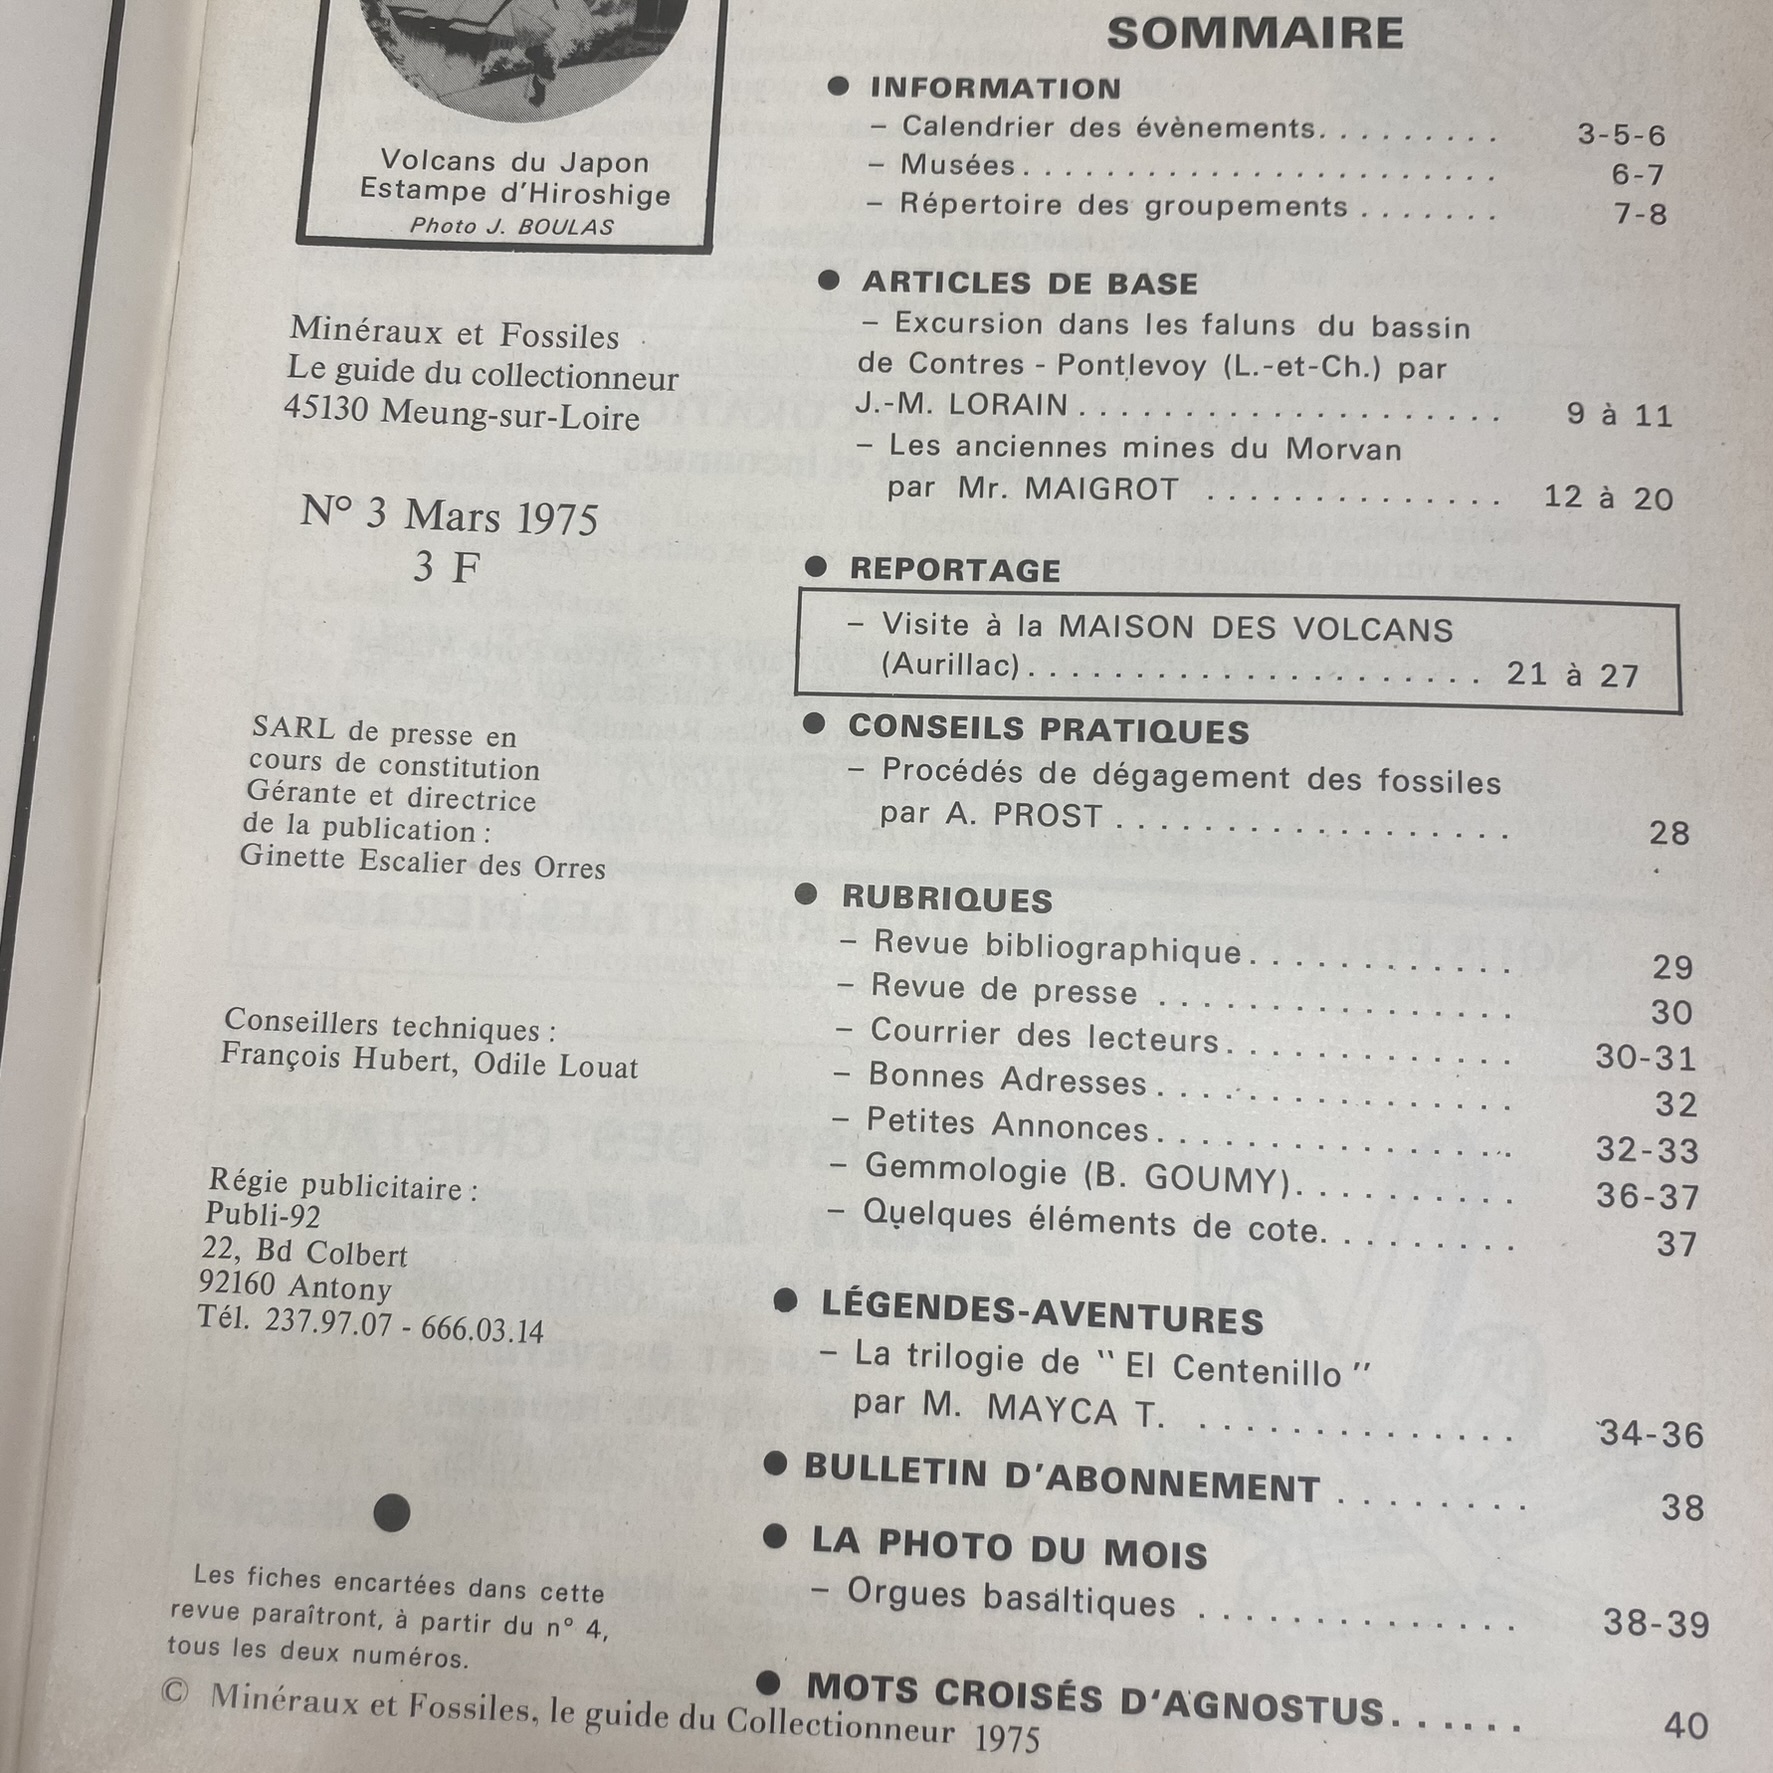 Volcans du Japon
Estampe d'Hiroshige
Photo J. BOULAS
Minéraux et Fossiles
Le guide du collectionneur
45130 Meung-sur-Loire
N° 3 Mars 1975
3 F
SARL de presse en
cours de constitution
Gérante et directrice
de la publication :
Ginette Escalier des Orres
Conseillers techniques :
François Hubert, Odile Louat
Régie publicitaire :
Publi-92
22, Bd Colbert
92160 Antony
Tél. 237.97.07 - 666.03.14
Les fiches encartées dans cette
revue paraîtront, à partir du n° 4,
tous les deux numéros.
© Minéraux et Fossiles, le guide du Collectionneur 1975
SOMMAIRE
● INFORMATION
– Calendrier des évènements. . . . . . . . . 3-5-6
– Musées. . . . . . . . . . . . . . . . . . . . . . . 6-7
– Répertoire des groupements . . . . . . . 7-8
● ARTICLES DE BASE
– Excursion dans les faluns du bassin
de Contres - Pontlevoy (L.-et-Ch.) par
J.-M. LORAIN . . . . . . . . . . . . . . . . . . . 9 à 11
– Les anciennes mines du Morvan
par Mr. MAIGROT . . . . . . . . . . . . . . 12 à 20
● REPORTAGE
– Visite à la MAISON DES VOLCANS
(Aurillac). . . . . . . . . . . . . . . . . . . . . 21 à 27
● CONSEILS PRATIQUES
– Procédés de dégagement des fossiles
par A. PROST . . . . . . . . . . . . . . . . . . 28
● RUBRIQUES
– Revue bibliographique. . . . . . . . . . . . 29
– Revue de presse . . . . . . . . . . . . . . . . 30
– Courrier des lecteurs. . . . . . . . . . . . . 30-31
– Bonnes Adresses . . . . . . . . . . . . . . . . 32
– Petites Annonces. . . . . . . . . . . . . . . . 32-33
– Gemmologie (B. GOUMY). . . . . . . . . . 36-37
– Quelques éléments de cote. . . . . . . . . 37
● LÉGENDES-AVENTURES
– La trilogie de " El Centenillo "
par M. MAYCA T. . . . . . . . . . . . . . . 34-36
● BULLETIN D'ABONNEMENT . . . . . . . . 38
● LA PHOTO DU MOIS
– Orgues basaltiques . . . . . . . . . . . . . . 38-39
● MOTS CROISÉS D'AGNOSTUS. . . . . . 40